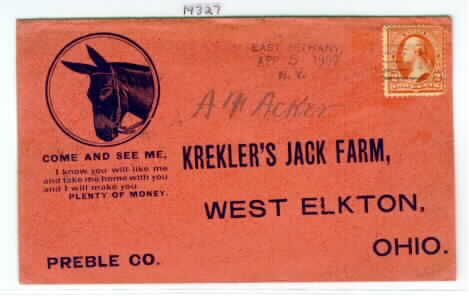 14327
EAST BETHANY,
APR 5
N. Y.
COME AND SEE ME,
I know you will like me
and take me home with you
and I will make you
PLENTY OF MONEY.
KREKLER'S JACK FARM,
WEST ELKTON,
OHIO.
PREBLE CO.